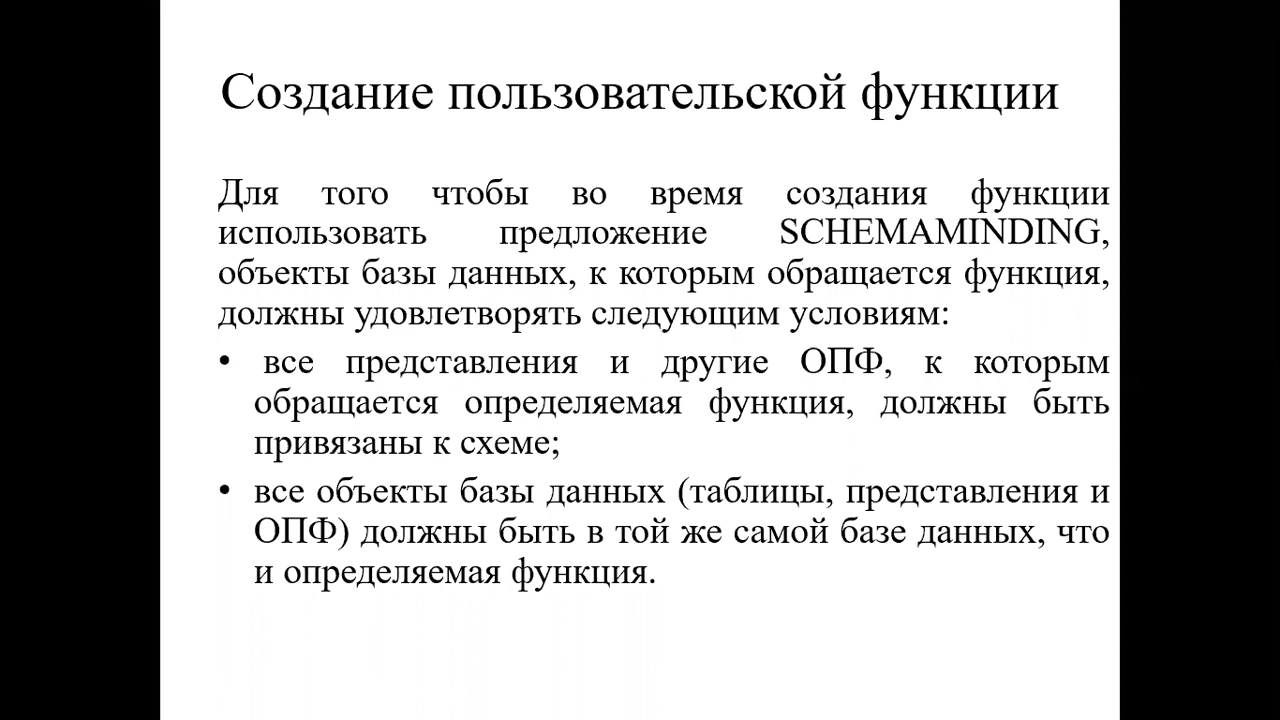 Создание пользовательской функции
Для того чтобы во время создания функции
использовать предложение SCHEMAMINDING,
объекты базы данных, к которым обращается функция,
должны удовлетворять следующим условиям:
• все представления и другие ОПФ, к которым
обращается определяемая функция, должны быть
привязаны к схеме;
• все объекты базы данных (таблицы, представления и
ОПФ) должны быть в той же самой базе данных, что
и определяемая функция.